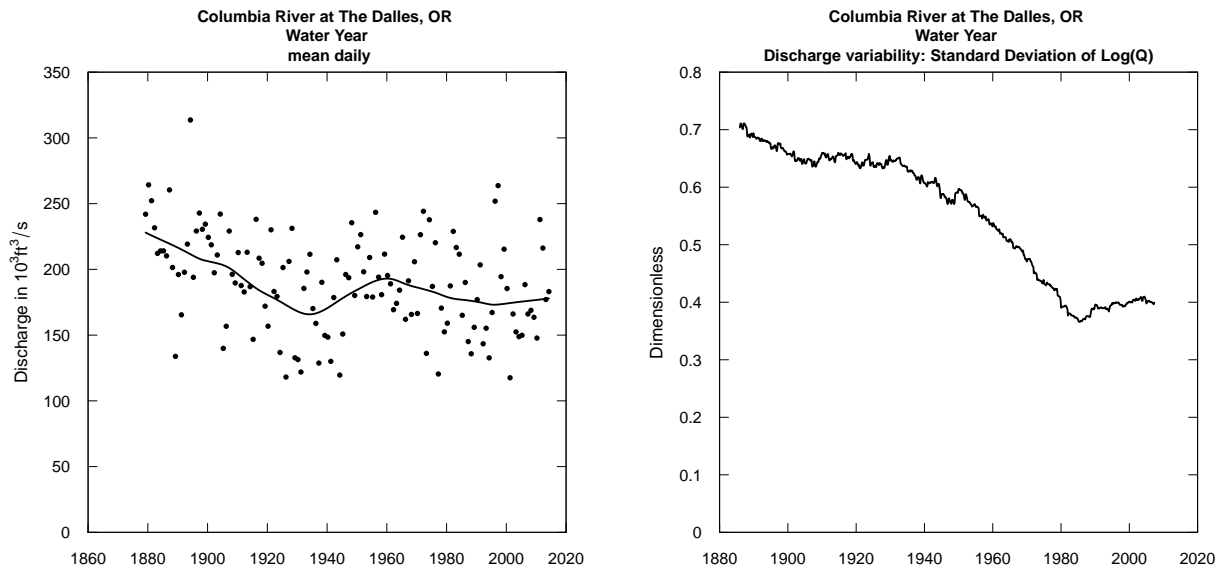 Columbia River at The Dalles, OR
Water Year
mean daily
350
300
250
200
150
100
50
0
Discharge in 10³ft³/s
1860 1880 1900 1920 1940 1960 1980 2000 2020
Columbia River at The Dalles, OR
Water Year
Discharge variability: Standard Deviation of Log(Q)
0.8
0.7
0.6
0.5
0.4
0.3
0.2
0.1
0
Dimensionless
1880 1900 1920 1940 1960 1980 2000 2020